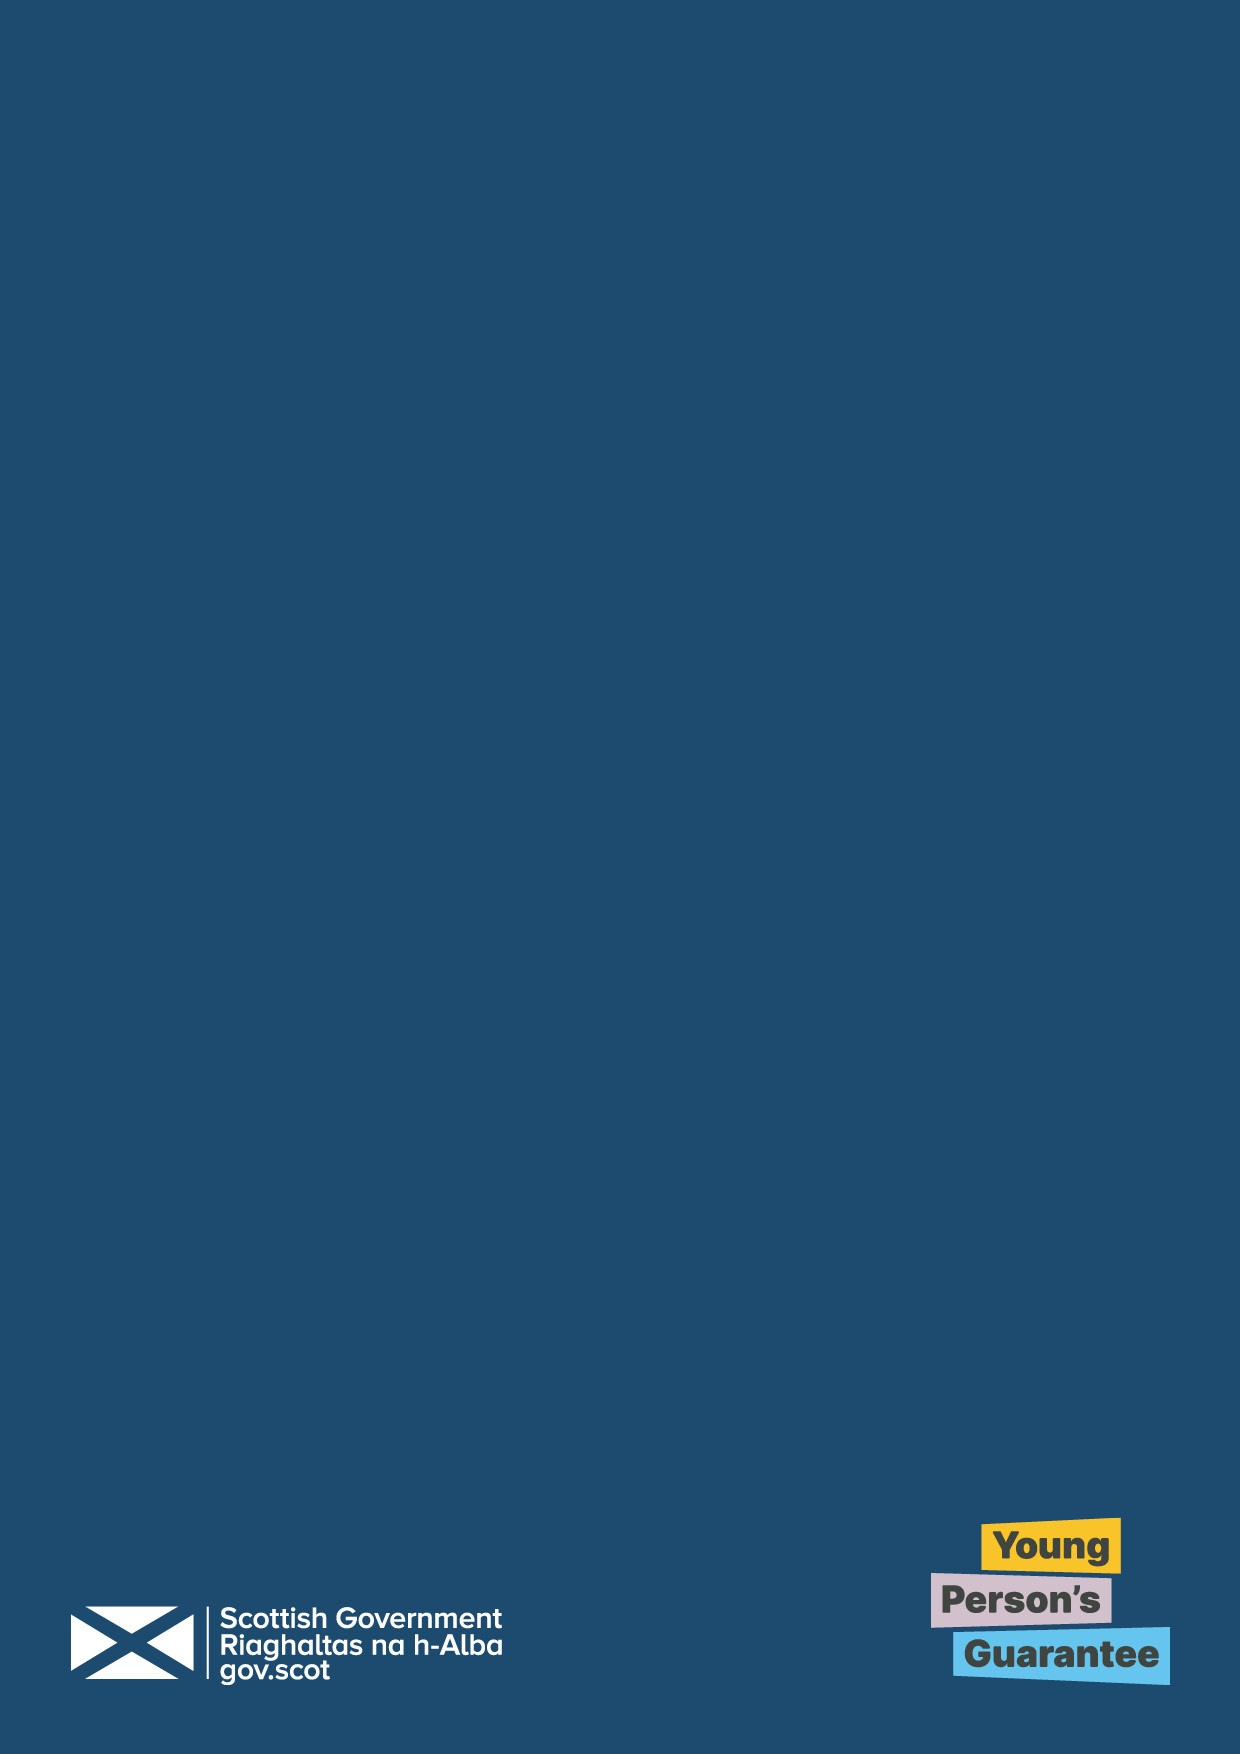 Young
Person’s
Guarantee
Scottish Government
Riaghaltas na h-Alba
gov.scot